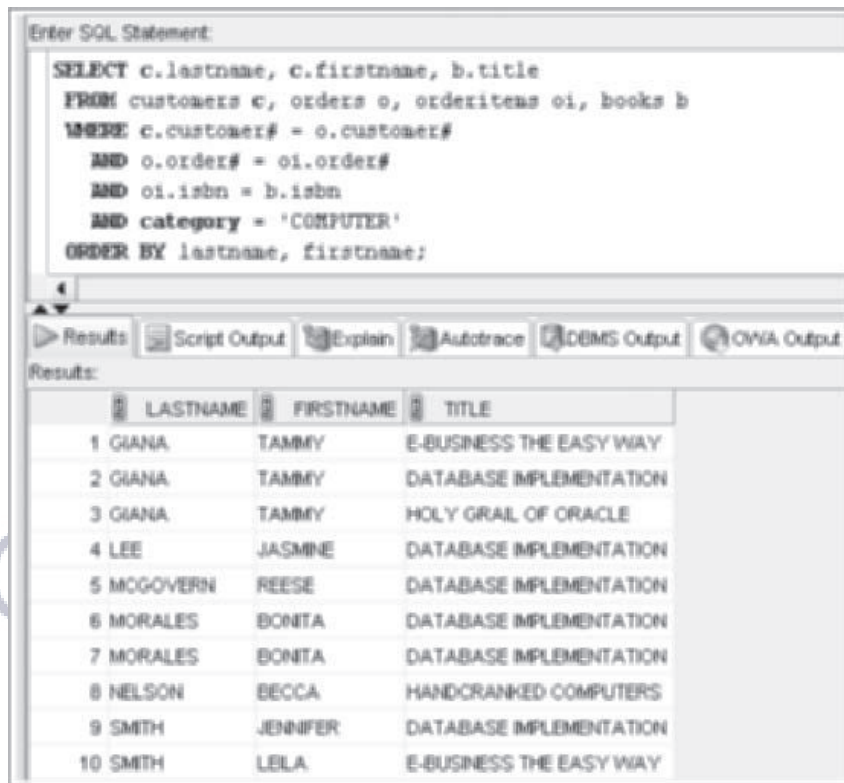 Enter SQL Statement:
SELECT c.lastname, c.firstname, b.title
FROM customers c, orders o, orderitems oi, books b
WHERE c.customer# = o.customer#
AND o.order# = oi.order#
AND oi.isbn = b.isbn
AND category = 'COMPUTER'
ORDER BY lastname, firstname;
Results Script Output Explain Autotrace DBMS Output OWA Output
Results:
LASTNAME FIRSTNAME TITLE
1 GIANA TAMMY E-BUSINESS THE EASY WAY
2 GIANA TAMMY DATABASE IMPLEMENTATION
3 GIANA TAMMY HOLY GRAIL OF ORACLE
4 LEE JASMINE DATABASE IMPLEMENTATION
5 MCGOVERN REESE DATABASE IMPLEMENTATION
6 MORALES BONITA DATABASE IMPLEMENTATION
7 MORALES BONITA DATABASE IMPLEMENTATION
8 NELSON BECCA HANDCRANKED COMPUTERS
9 SMITH JENNIFER DATABASE IMPLEMENTATION
10 SMITH LEILA E-BUSINESS THE EASY WAY